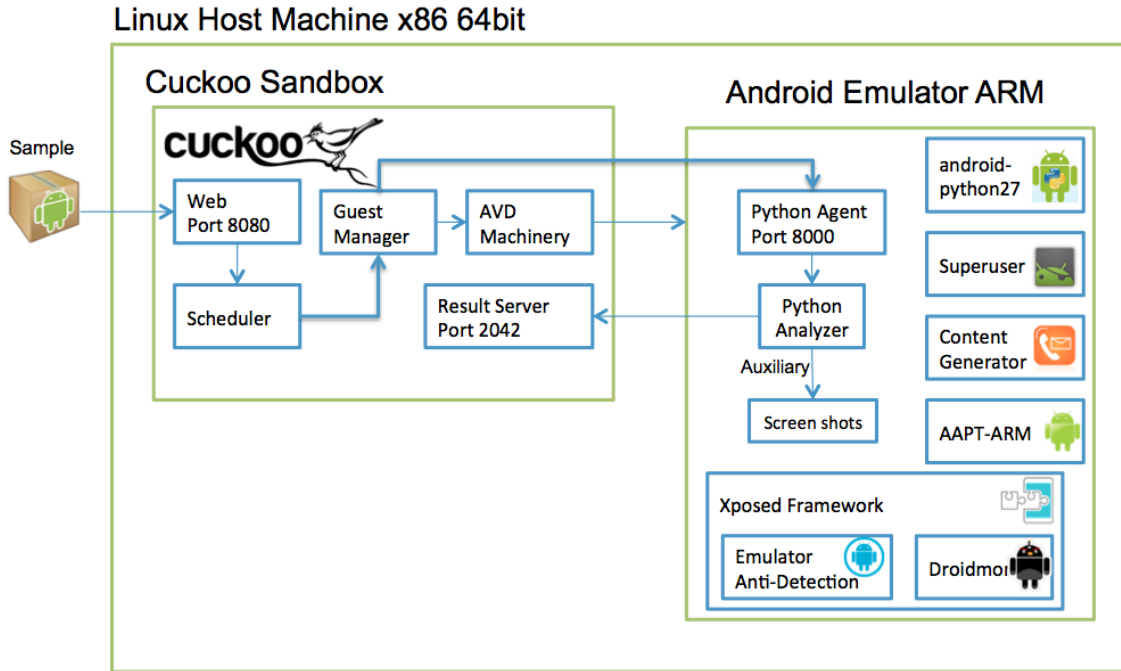 Linux Host Machine x86 64bit
Cuckoo Sandbox
Android Emulator ARM
Sample
cuckoo
Web
Port 8080
Guest
Manager
AVD
Machinery
Scheduler
Result Server
Port 2042
Python Agent
Port 8000
Python
Analyzer
Auxiliary
Screen shots
android-
python27
Superuser
Content
Generator
AAPT-ARM
Xposed Framework
Emulator
Anti-Detection
Droidmon